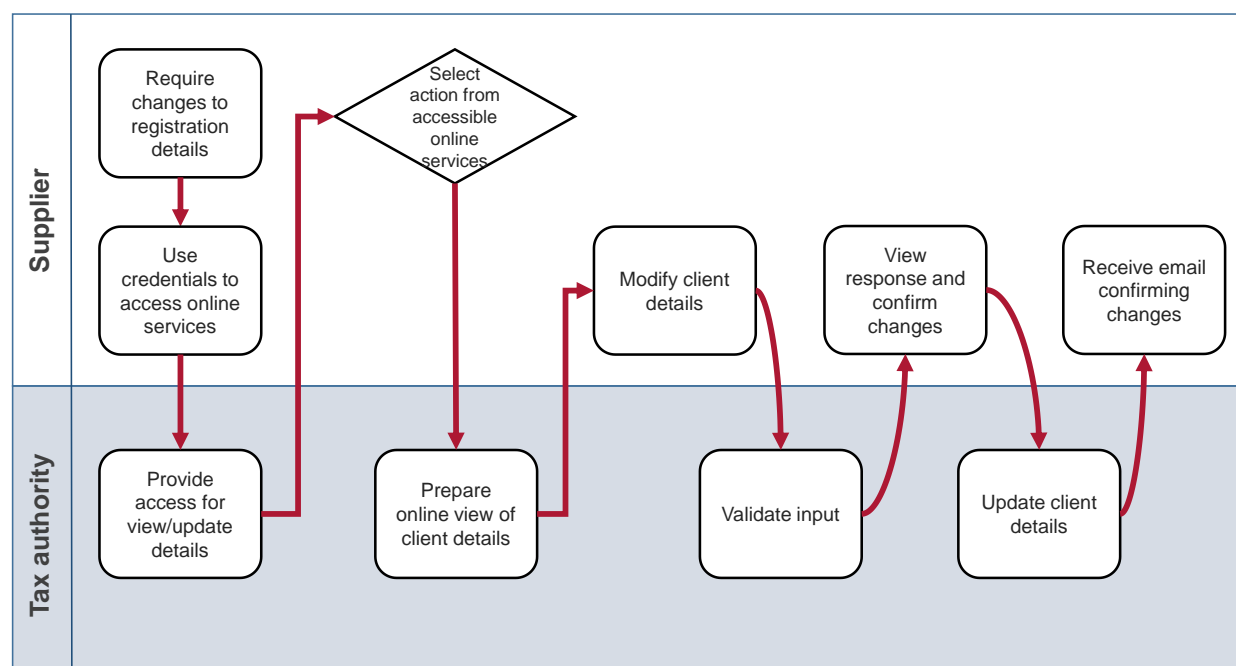 Supplier
Require
changes to
registration
details
Select
action from
accessible
online
services
Use
credentials to
access online
services
Modify client
details
View
response and
confirm
changes
Receive email
confirming
changes
Tax authority
Provide
access for
view/update
details
Prepare
online view of
client details
Validate input
Update client
details